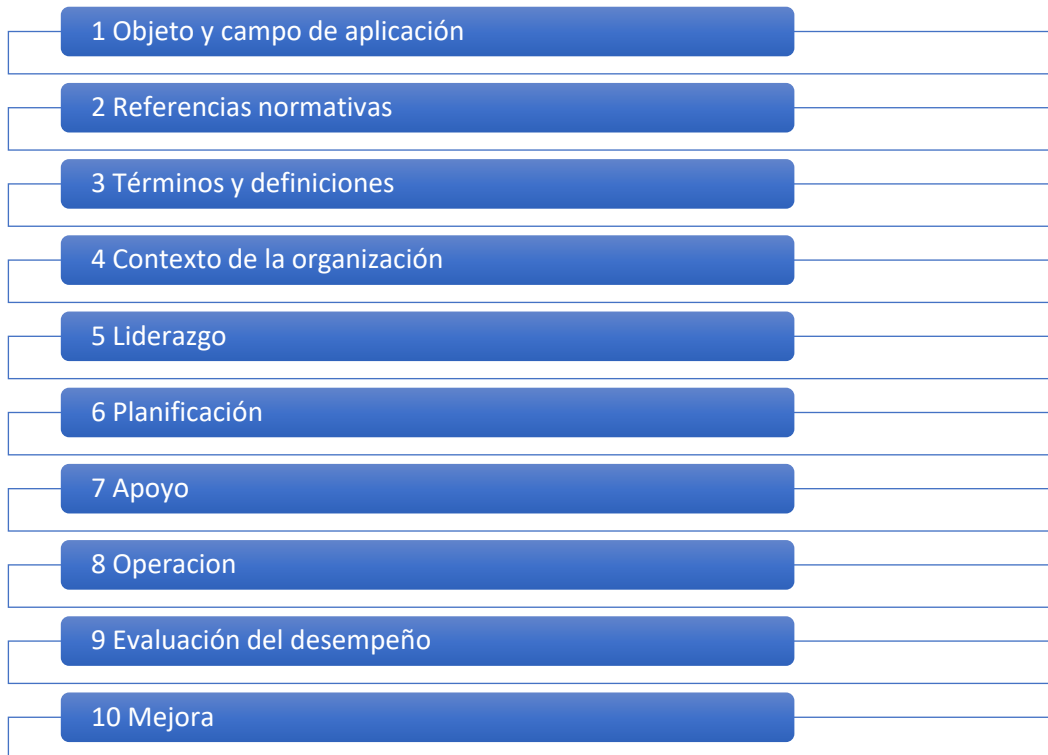 1 Objeto y campo de aplicación
2 Referencias normativas
3 Términos y definiciones
4 Contexto de la organización
5 Liderazgo
6 Planificación
7 Apoyo
8 Operacion
9 Evaluación del desempeño
10 Mejora